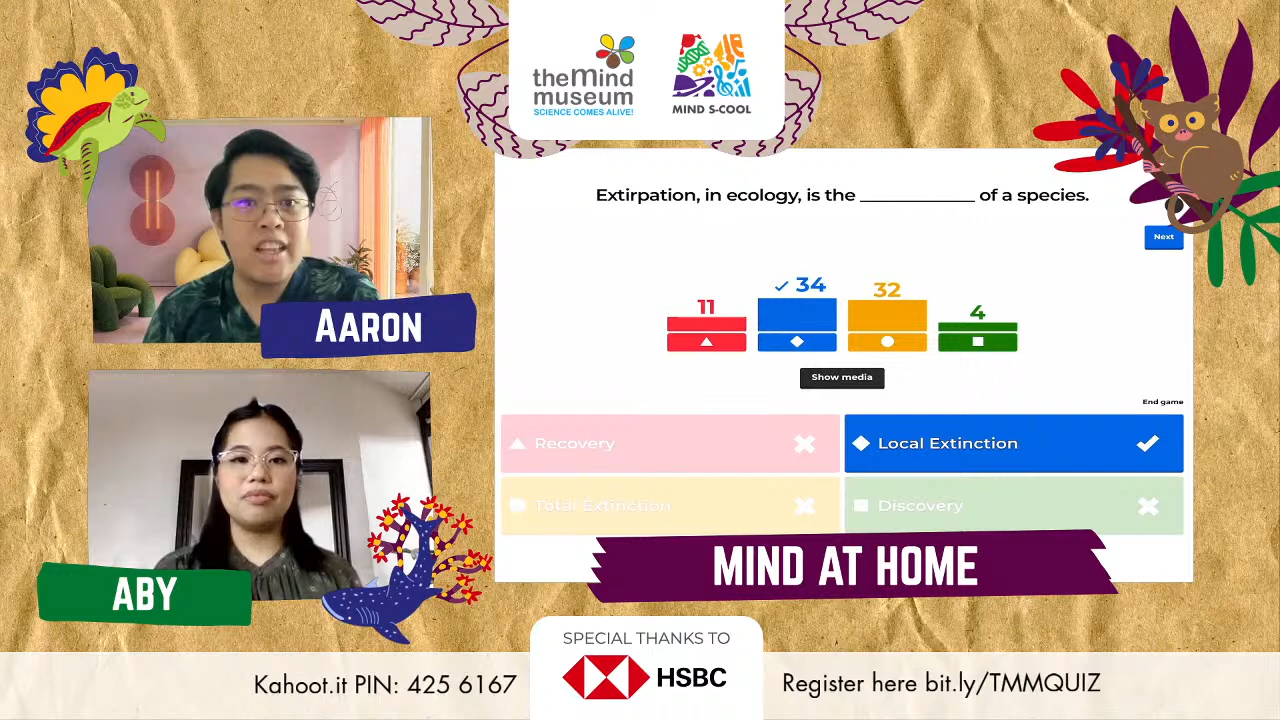 the mind
museum
SCIENCE COMES ALIVE!
MIND S-COOL
Extirpation, in ecology, is the ____________ of a species.
Next
11
34
32
4
Show media
End game
Recovery
Local Extinction
Total Extinction
Discovery
AARON
ABY
MIND AT HOME
SPECIAL THANKS TO
HSBC
Kahoot.it PIN: 425 6167
Register here bit.ly/TMMQUIZ